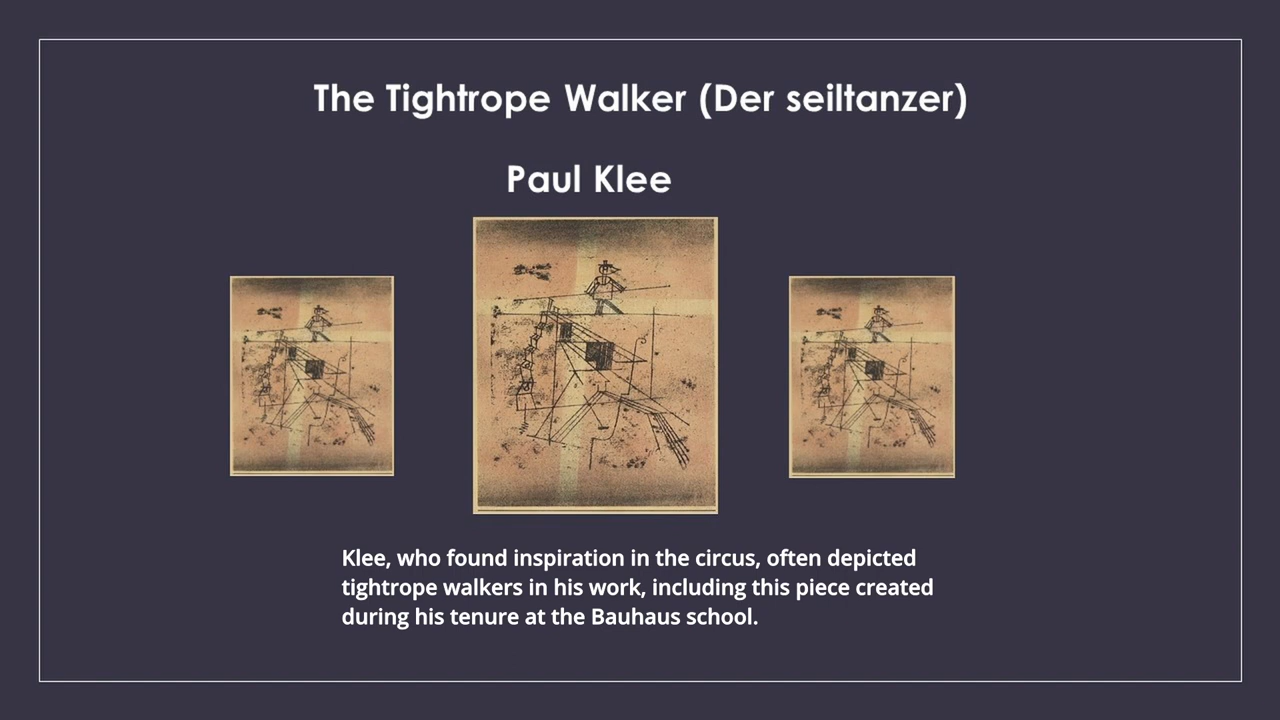 The Tightrope Walker (Der seiltanzer)
Paul Klee
Klee, who found inspiration in the circus, often depicted
tightrope walkers in his work, including this piece created
during his tenure at the Bauhaus school.